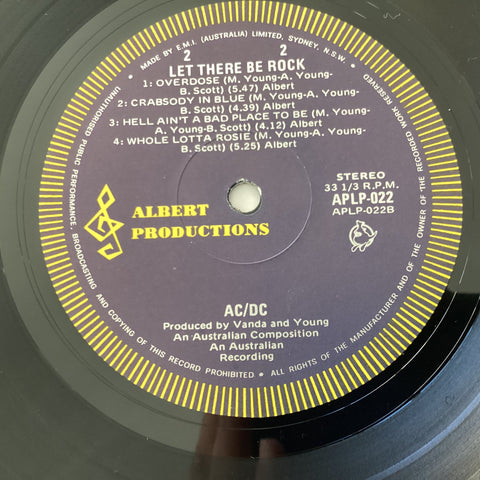 • MADE BY E.M.I. (AUSTRALIA) LIMITED, SYDNEY, N.S.W. •
2 2
LET THERE BE ROCK
1: OVERDOSE (M. Young-A. Young-
B. Scott) (5.47) Albert
2: CRABSODY IN BLUE (M. Young-A. Young-
B. Scott) (4.39) Albert
3: HELL AIN'T A BAD PLACE TO BE (M. Young-
A. Young-B. Scott) (4.12) Albert
4: WHOLE LOTTA ROSIE (M. Young-A. Young-
B. Scott) (5.25) Albert
STEREO
33 1/3 R.P.M.
APLP-022
APLP-022B
ALBERT
PRODUCTIONS
AC/DC
Produced by Vanda and Young
An Australian Composition
An Australian
Recording
UNAUTHORISED PUBLIC PERFORMANCE, BROADCASTING AND COPYING OF THIS RECORD PROHIBITED • ALL RIGHTS OF THE MANUFACTURER AND OF THE OWNER OF THE RECORDED WORK RESERVED